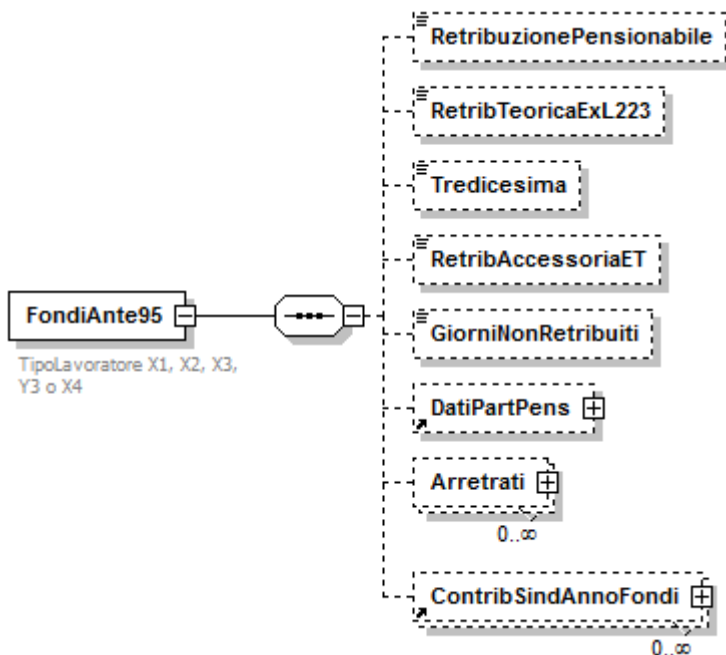 RetribuzionePensionabile
RetribTeoricaExL223
Tredicesima
RetribAccessoriaET
FondiAnte95
TipoLavoratore X1, X2, X3,
Y3 o X4
GiorniNonRetribuiti
DatiPartPens
Arretrati
0..∞
ContribSindAnnoFondi
0..∞